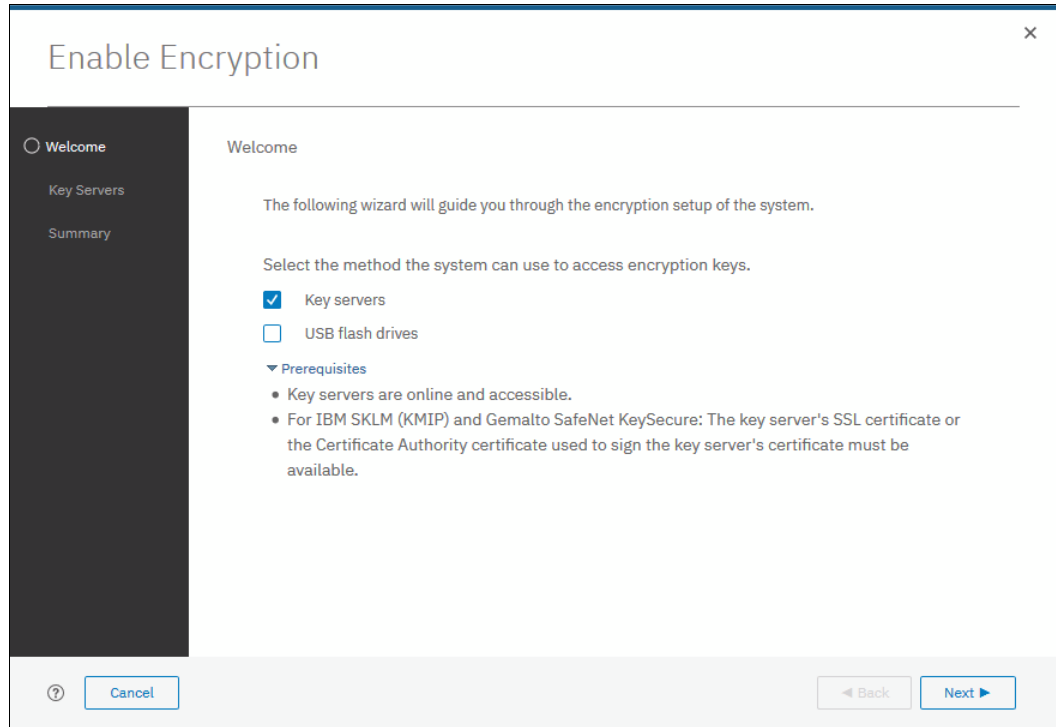 Enable Encryption
Welcome
Key Servers
Summary
Welcome
The following wizard will guide you through the encryption setup of the system.
Select the method the system can use to access encryption keys.
Key servers
USB flash drives
Prerequisites
Key servers are online and accessible.
For IBM SKLM (KMIP) and Gemalto SafeNet KeySecure: The key server's SSL certificate or
the Certificate Authority certificate used to sign the key server's certificate must be
available.
Cancel
Back
Next